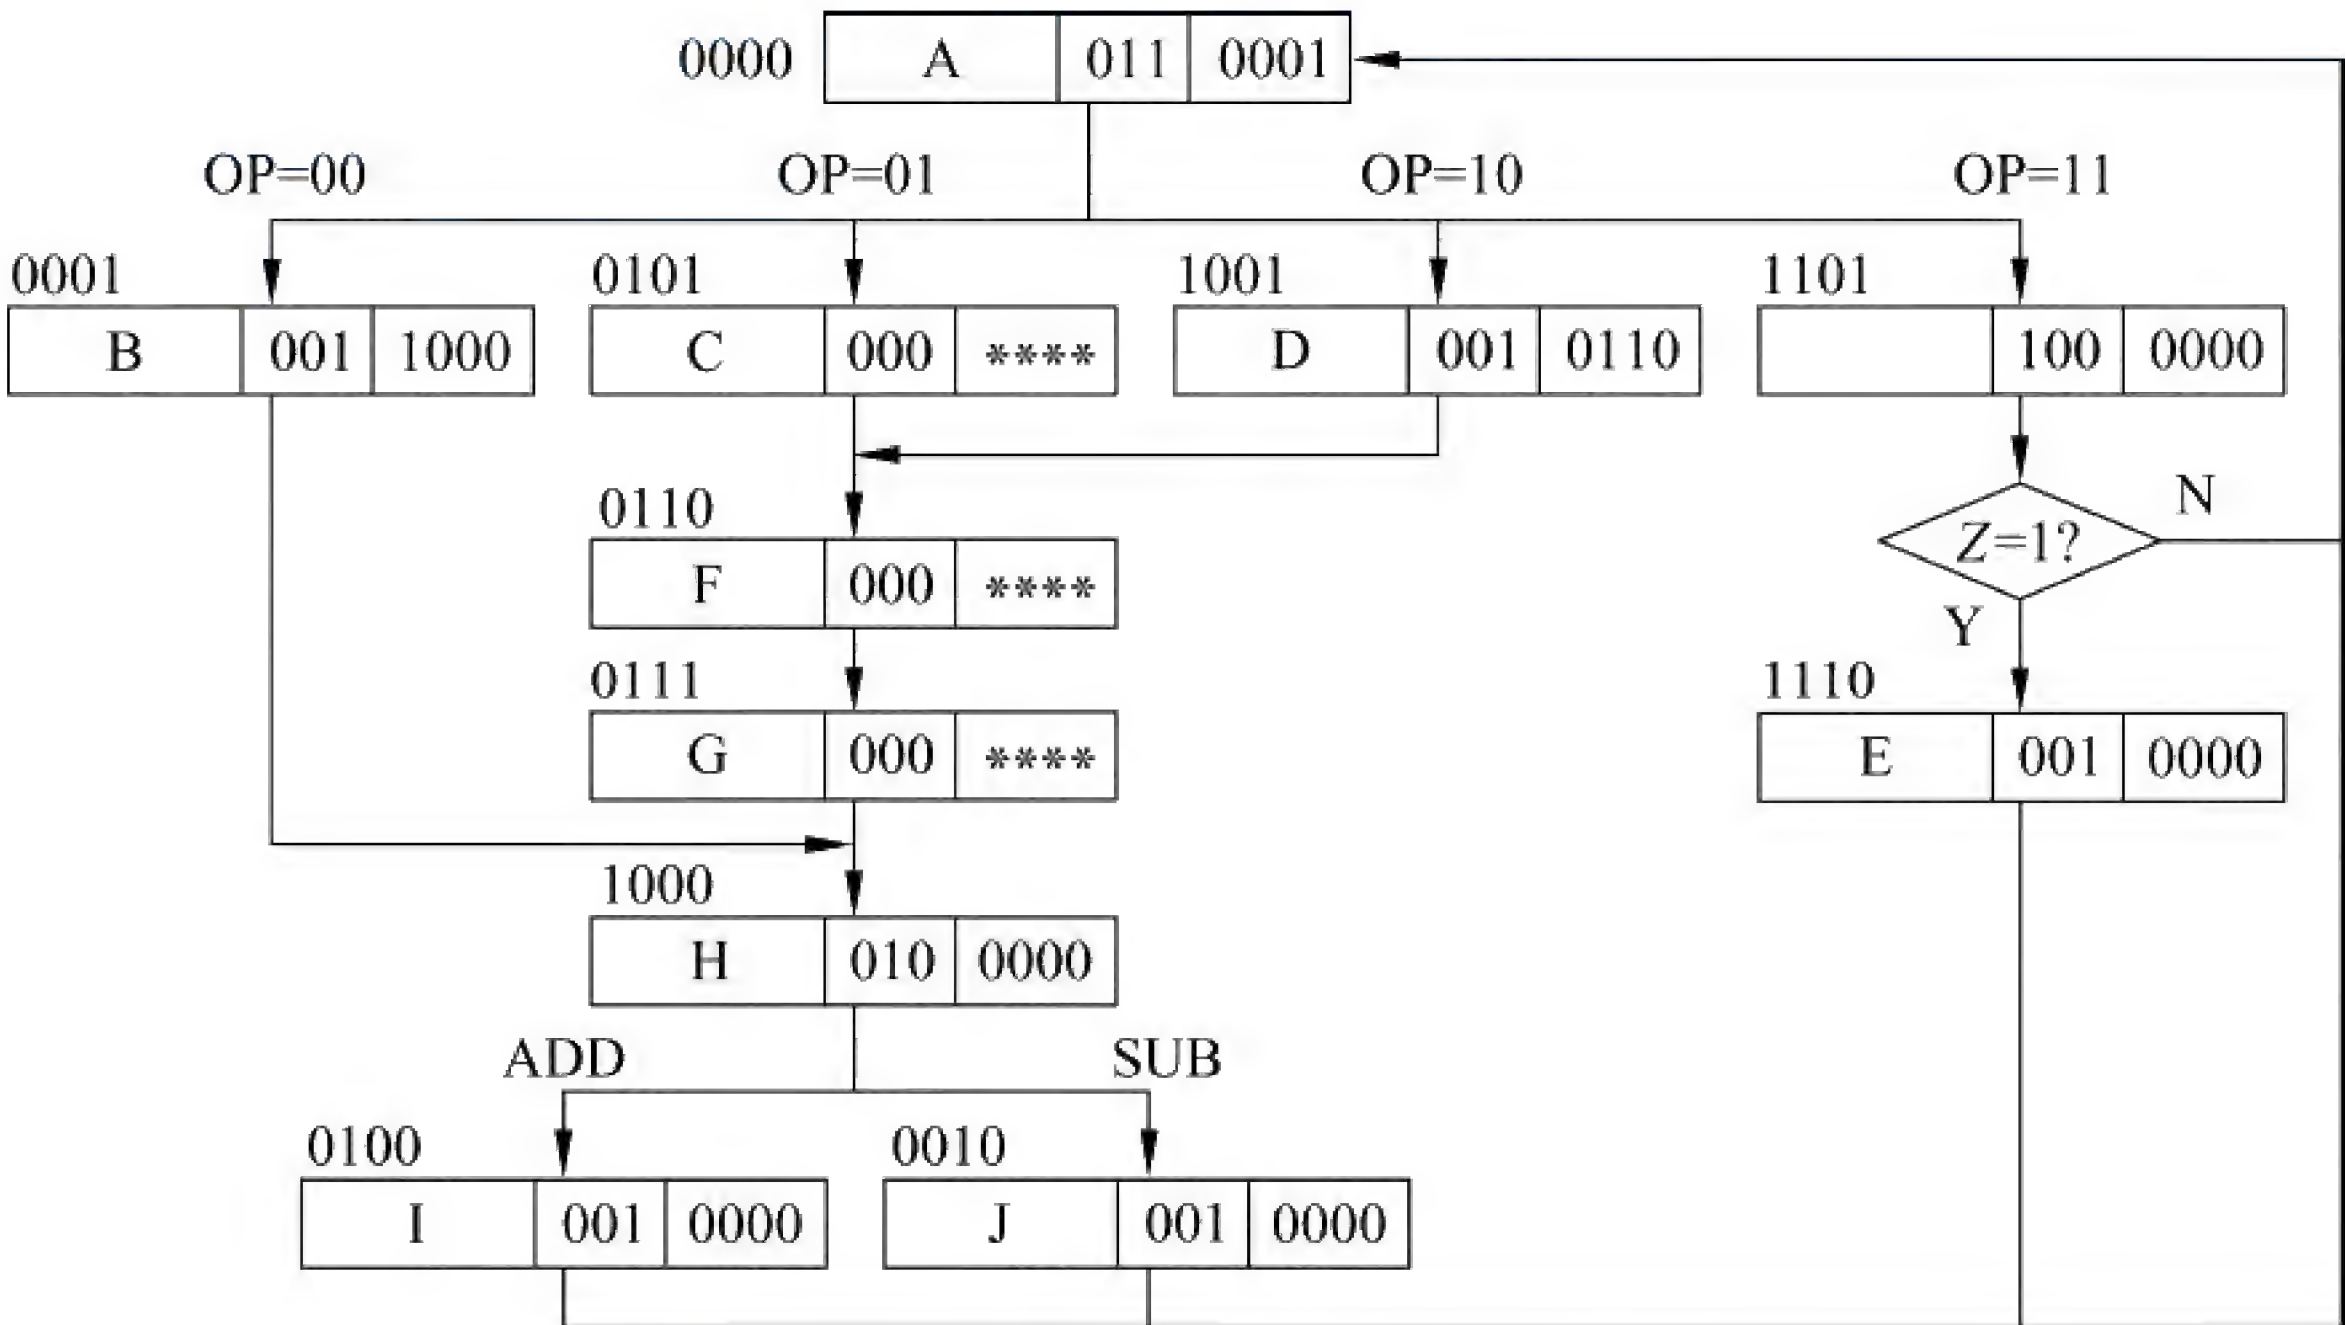 0000 A 011 0001
OP=00 OP=01 OP=10 OP=11
0001 0101 1001 1101
B 001 1000 C 000 **** D 001 0110 100 0000
N
Z=1?
0110
F 000 ****
Y
0111 1110
G 000 **** E 001 0000
1000
H 010 0000
ADD SUB
0100 0010
I 001 0000 J 001 0000